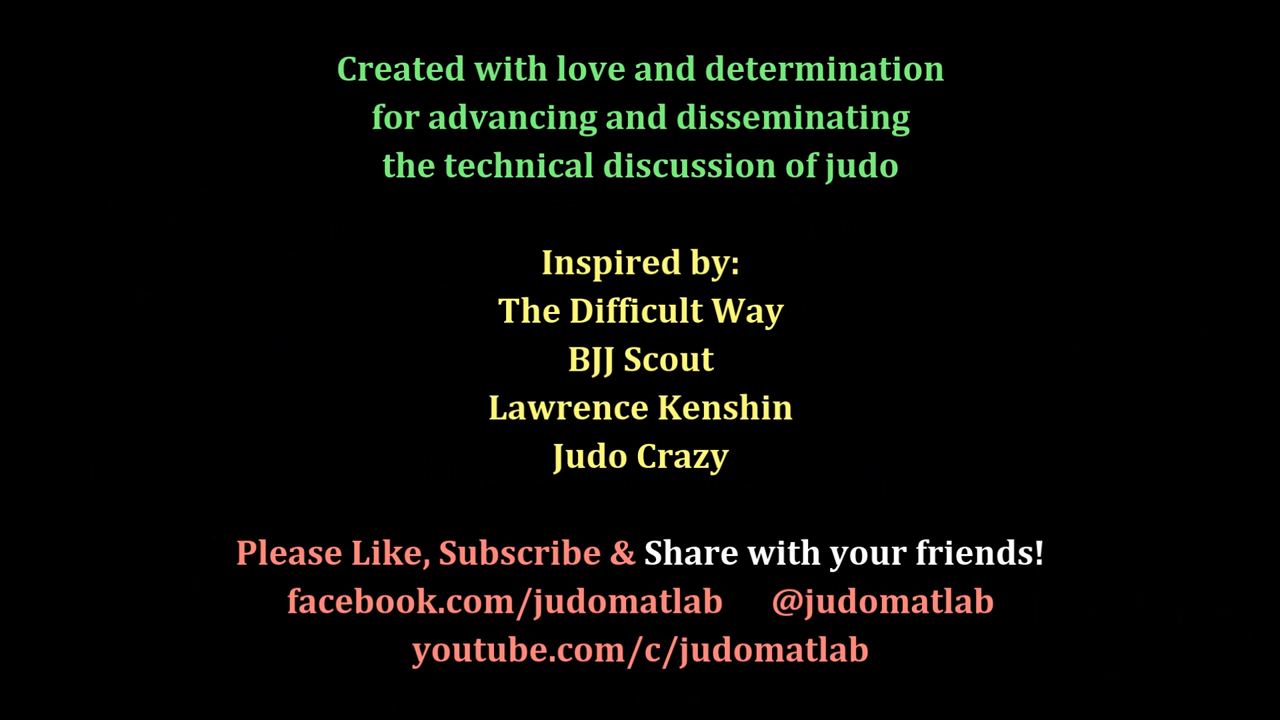 Created with love and determination
for advancing and disseminating
the technical discussion of judo
Inspired by:
The Difficult Way
BJJ Scout
Lawrence Kenshin
Judo Crazy
Please Like, Subscribe & Share with your friends!
facebook.com/judomatlab @judomatlab
youtube.com/c/judomatlab